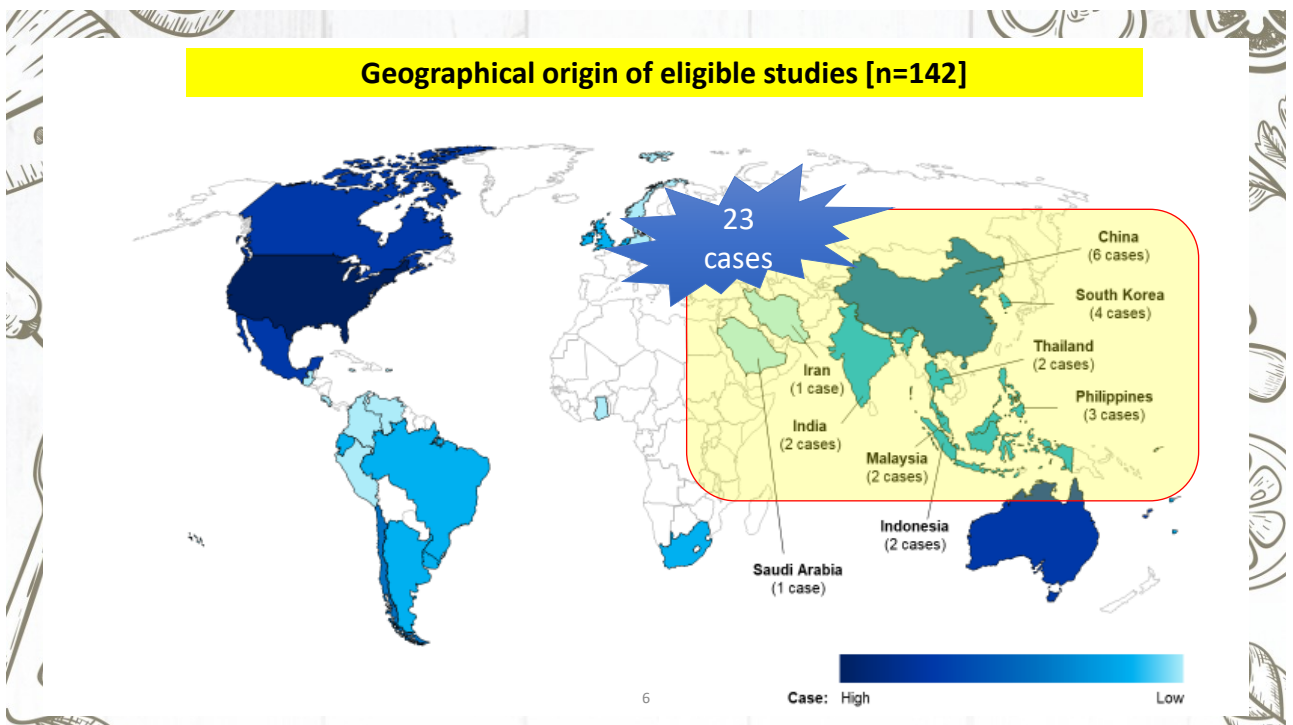 Geographical origin of eligible studies [n=142]
23
cases
China
(6 cases)
South Korea
(4 cases)
Thailand
(2 cases)
Iran
(1 case)
Philippines
(3 cases)
India
(2 cases)
Malaysia
(2 cases)
Indonesia
(2 cases)
Saudi Arabia
(1 case)
6
Case:
High
Low